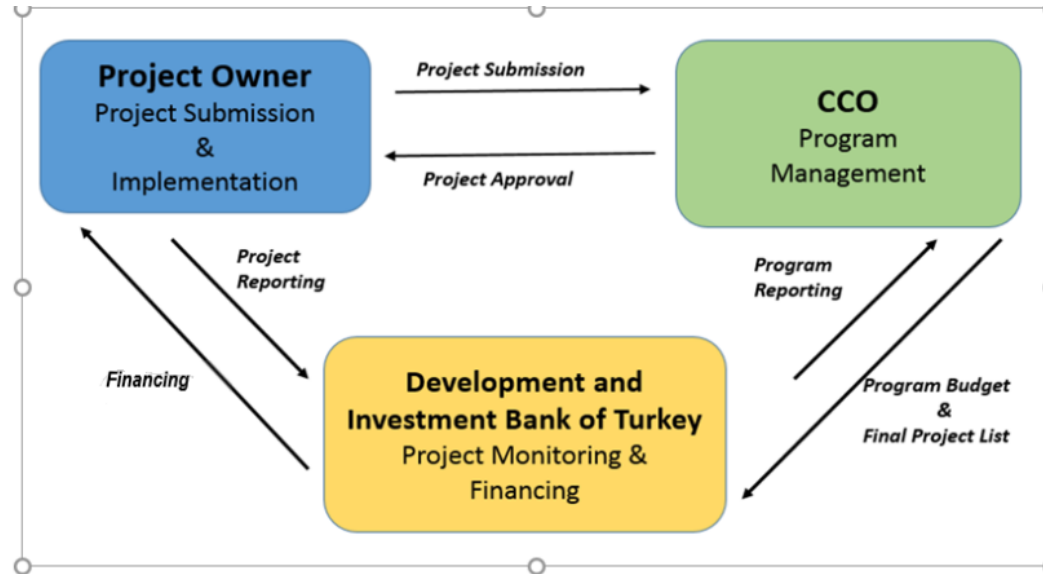 Project Owner
Project Submission
&
Implementation
Project Submission
Project Approval
CCO
Program
Management
Project
Reporting
Financing
Program
Reporting
Program Budget
&
Final Project List
Development and
Investment Bank of Turkey
Project Monitoring &
Financing